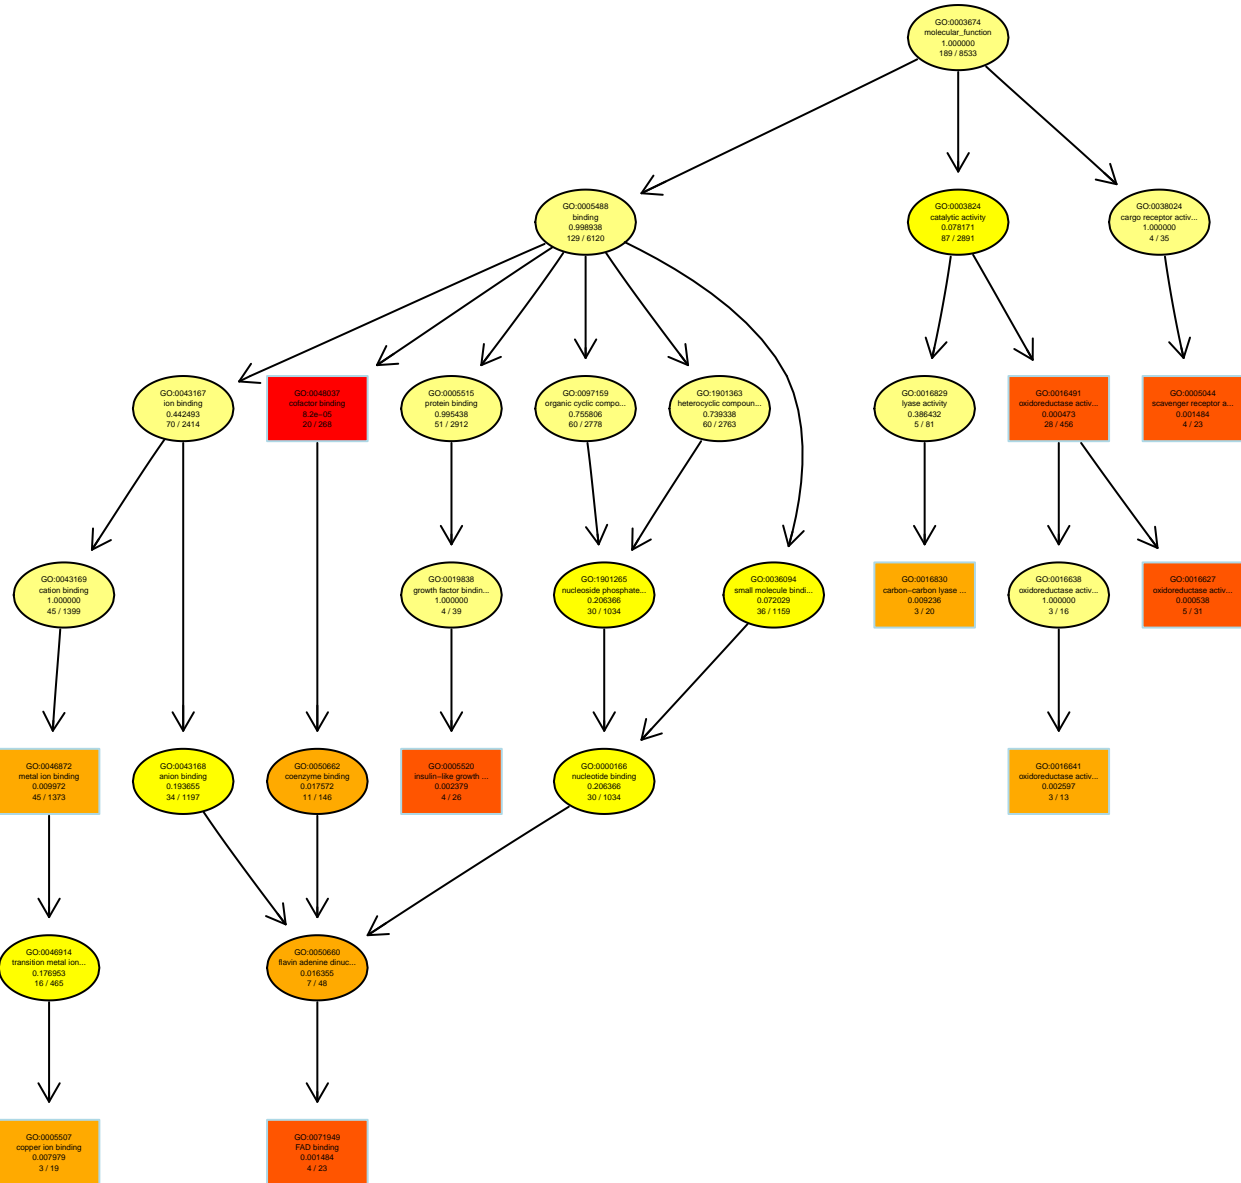 GO:0003674
molecular_function
1.000000
189 / 8533
GO:0005488
binding
0.998938
129 / 6120
GO:0003824
catalytic activity
0.078171
87 / 2891
GO:0038024
cargo receptor activ...
1.000000
4 / 35
GO:0043167
ion binding
0.442493
70 / 2414
GO:0048037
cofactor binding
8.2e−05
20 / 268
GO:0005515
protein binding
0.995438
51 / 2912
GO:0097159
organic cyclic compo...
0.755806
60 / 2778
GO:1901363
heterocyclic compoun...
0.739338
60 / 2763
GO:0016829
lyase activity
0.386432
5 / 81
GO:0016491
oxidoreductase activ...
0.000473
28 / 456
GO:0005044
scavenger receptor a...
0.001484
4 / 23
GO:0043169
cation binding
1.000000
45 / 1399
GO:0019838
growth factor bindin...
1.000000
4 / 39
GO:1901265
nucleoside phosphate...
0.206366
30 / 1034
GO:0036094
small molecule bindi...
0.072029
36 / 1159
GO:0016830
carbon−carbon lyase ...
0.009236
3 / 20
GO:0016638
oxidoreductase activ...
1.000000
3 / 16
GO:0016627
oxidoreductase activ...
0.000538
5 / 31
GO:0046872
metal ion binding
0.009972
45 / 1373
GO:0043168
anion binding
0.193655
34 / 1197
GO:0050662
coenzyme binding
0.017572
11 / 146
GO:0005520
insulin−like growth ...
0.002379
4 / 26
GO:0000166
nucleotide binding
0.206366
30 / 1034
GO:0016641
oxidoreductase activ...
0.002597
3 / 13
GO:0046914
transition metal ion...
0.176953
16 / 465
GO:0050660
flavin adenine dinuc...
0.016355
7 / 48
GO:0005507
copper ion binding
0.007979
3 / 19
GO:0071949
FAD binding
0.001484
4 / 23